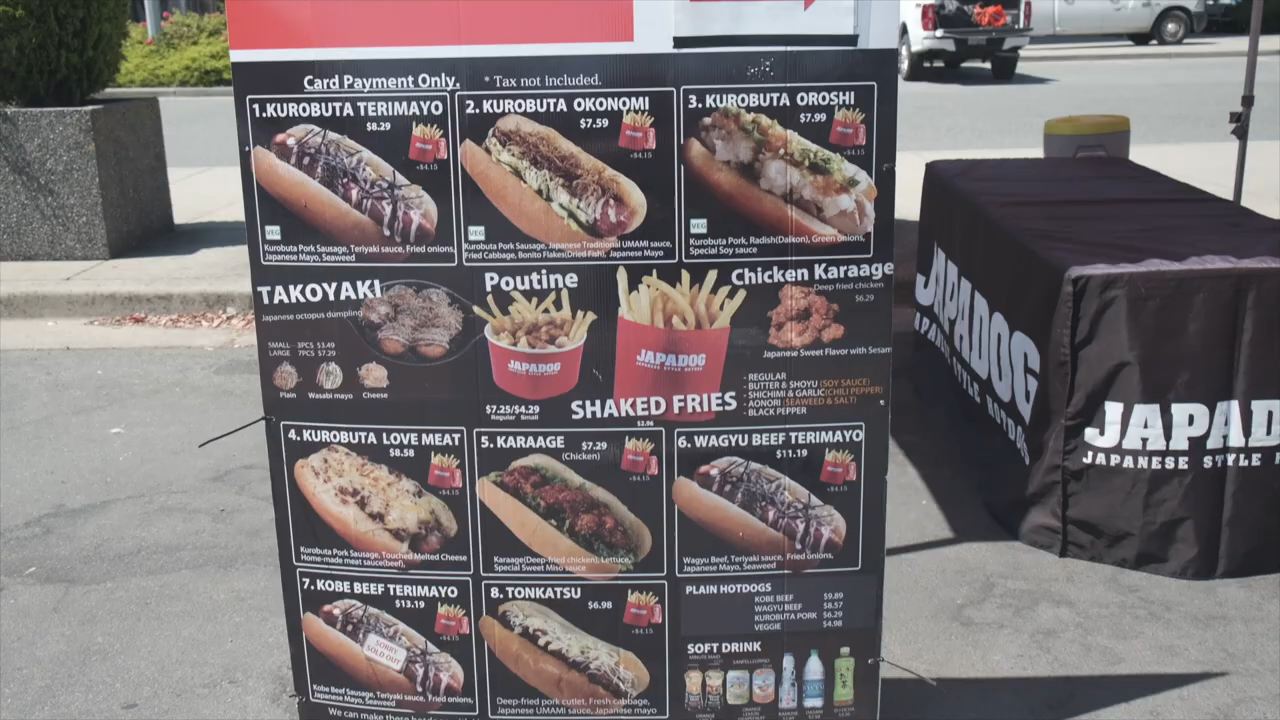 Card Payment Only.
* Tax not included.
1.KUROBUTA TERIMAYO
$8.29
+$4.15
VEG
Kurobuta Pork Sausage, Teriyaki sauce, Fried onions,
Japanese Mayo, Seaweed
2. KUROBUTA OKONOMI
$7.59
+$4.15
VEG
Kurobuta Pork Sausage, Japanese Traditional UMAMI sauce,
Fried Cabbage, Bonito Flakes(Dried Fish), Japanese Mayo
3. KUROBUTA OROSHI
$7.99
+$4.15
VEG
Kurobuta Pork, Radish(Daikon), Green onions,
Special Soy sauce
TAKOYAKI
Japanese octopus dumpling
SMALL 3PCS $3.49
LARGE 7PCS $7.29
Plain Wasabi mayo Cheese
Poutine
JAPADOG
$7.25/$4.29
Regular Small
JAPADOG
JAPANESE STYLE HOTDOGS
SHAKED FRIES
$2.96
Chicken Karaage
Deep fried chicken
$6.29
Japanese Sweet Flavor with Sesam
- REGULAR
- BUTTER & SHOYU (SOY SAUCE)
- SHICHIMI & GARLIC(CHILI PEPPER)
- AONORI (SEAWEED & SALT)
- BLACK PEPPER
4. KUROBUTA LOVE MEAT
$8.58
+$4.15
Kurobuta Pork Sausage, Touched Melted Cheese
Home-made meat sauce(beef),
5. KARAAGE
(Chicken)
$7.29
+$4.15
Karaage(Deep-fried chicken), Lettuce,
Special Sweet Miso sauce
6. WAGYU BEEF TERIMAYO
$11.19
+$4.15
Wagyu Beef, Teriyaki sauce, Fried onions,
Japanese Mayo, Seaweed
7. KOBE BEEF TERIMAYO
$13.19
+$4.15
SORRY
SOLD OUT
Kobe Beef Sausage, Teriyaki sauce, Fried onions,
Japanese Mayo, Seaweed
8. TONKATSU
$6.98
+$4.15
Deep-fried pork cutlet, Fresh cabbage,
Japanese UMAMI sauce, Japanese mayo
PLAIN HOTDOGS
KOBE BEEF $9.89
WAGYU BEEF $8.57
KUROBUTA PORK $6.29
VEGGIE $4.98
SOFT DRINK
MINUTE MAID
SANPELLEGRINO
We can make these
JAPADOG
JAPANESE STYLE HOTDOGS
JAPAD
JAPANESE STYLE